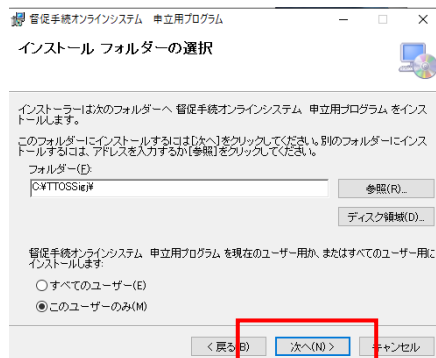 督促手続オンラインシステム 申立用プログラム
インストール フォルダーの選択
インストーラーは次のフォルダーへ 督促手続オンラインシステム 申立用プログラム をインス
トールします。
このフォルダーにインストールするには[次へ]をクリックしてください。別のフォルダーにインス
トールするには、アドレスを入力するか[参照]をクリックしてください。
フォルダー(F):
C:¥TTOSSigj¥
参照(R)...
ディスク領域(D)...
督促手続オンラインシステム 申立用プログラム を現在のユーザー用か、またはすべてのユーザー用に
インストールします:
すべてのユーザー(E)
このユーザーのみ(M)
< 戻る(B) 次へ(N) > キャンセル